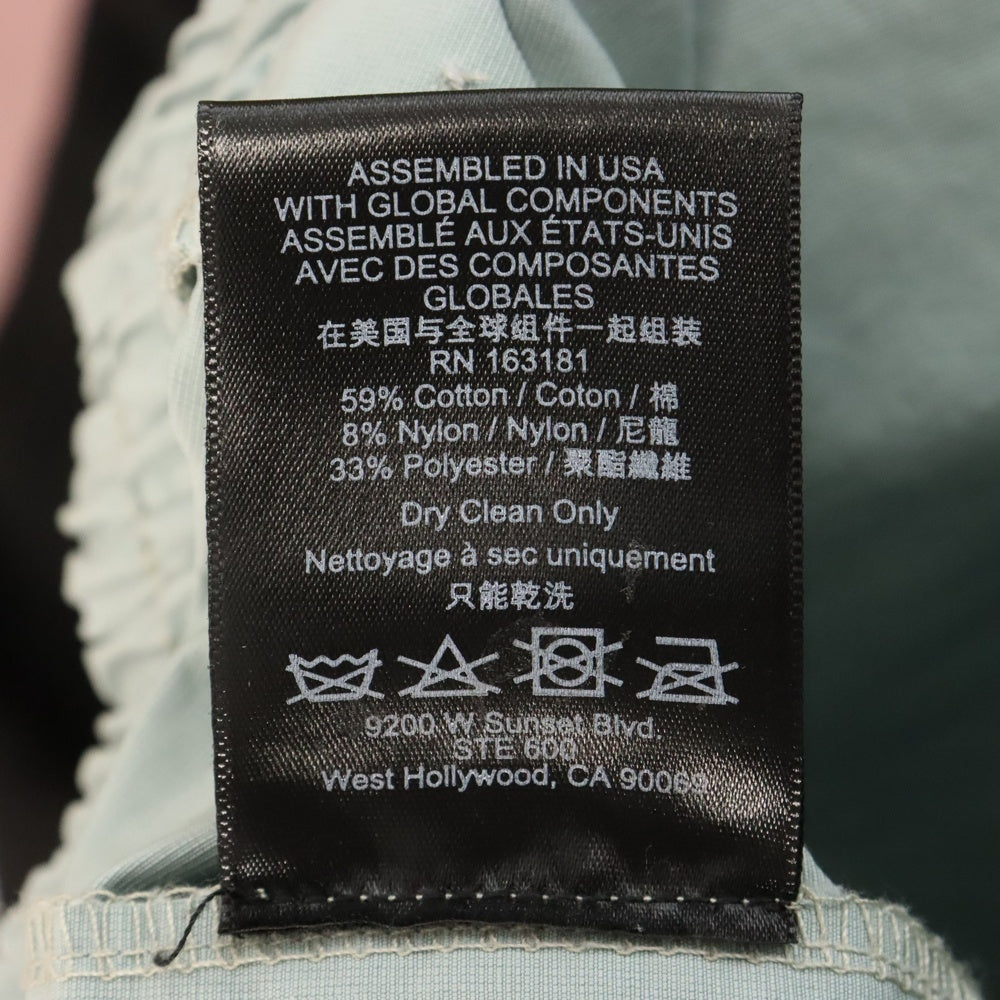 ASSEMBLED IN USA
WITH GLOBAL COMPONENTS
ASSEMBLÉ AUX ÉTATS-UNIS
AVEC DES COMPOSANTES
GLOBALES
在美国与全球组件一起组装
RN 163181
59% Cotton / Coton / 棉
8% Nylon / Nylon / 尼龍
33% Polyester / 聚酯纖維
Dry Clean Only
Nettoyage à sec uniquement
只能乾洗
9200 W Sunset Blvd.
STE 600
West Hollywood, CA 90069